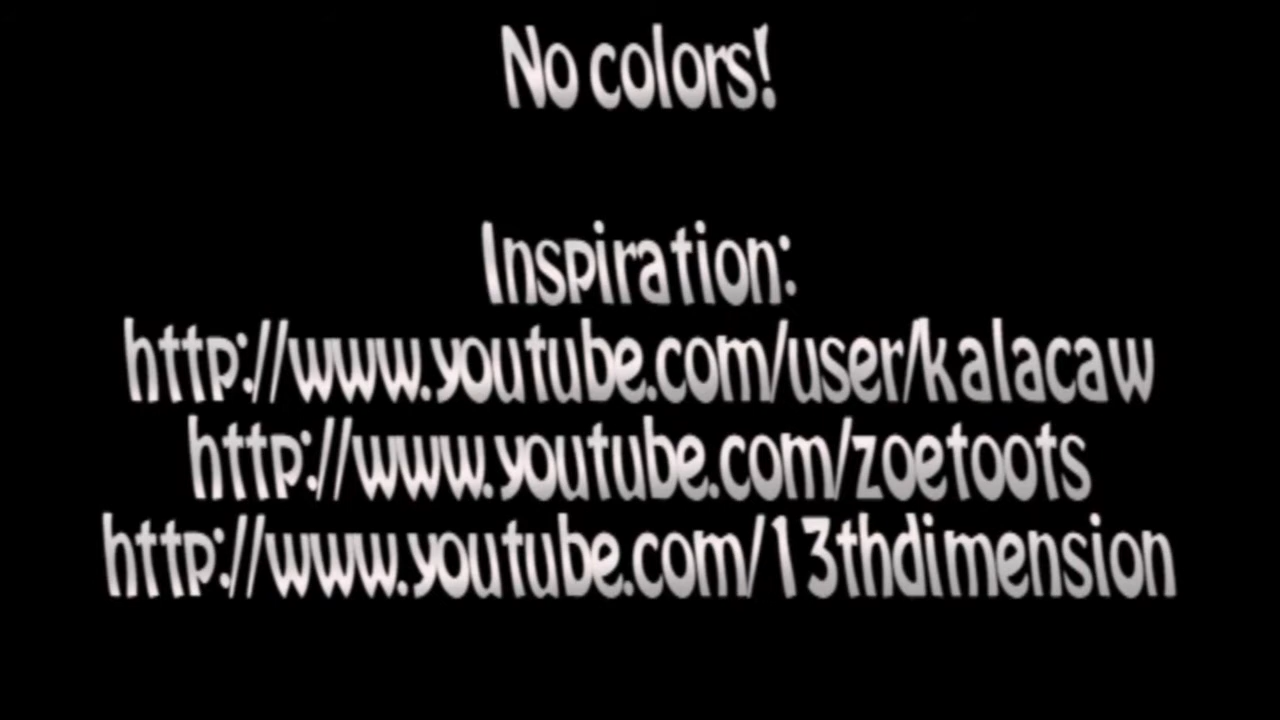 No colors!
Inspiration:
http://www.youtube.com/user/kalacaw
http://www.youtube.com/zoetoots
http://www.youtube.com/13thdimension